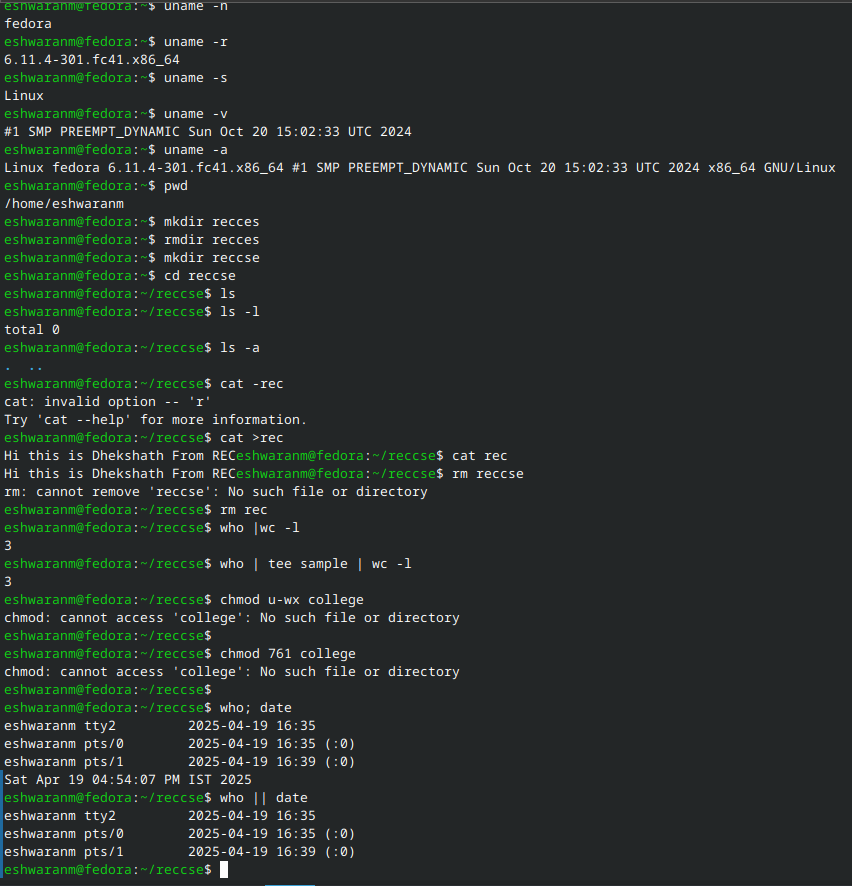 eshwaranm@fedora:~$ uname -n
fedora
eshwaranm@fedora:~$ uname -r
6.11.4-301.fc41.x86_64
eshwaranm@fedora:~$ uname -s
Linux
eshwaranm@fedora:~$ uname -v
#1 SMP PREEMPT_DYNAMIC Sun Oct 20 15:02:33 UTC 2024
eshwaranm@fedora:~$ uname -a
Linux fedora 6.11.4-301.fc41.x86_64 #1 SMP PREEMPT_DYNAMIC Sun Oct 20 15:02:33 UTC 2024 x86_64 GNU/Linux
eshwaranm@fedora:~$ pwd
/home/eshwaranm
eshwaranm@fedora:~$ mkdir recces
eshwaranm@fedora:~$ rmdir recces
eshwaranm@fedora:~$ mkdir reccse
eshwaranm@fedora:~$ cd reccse
eshwaranm@fedora:~/reccse$ ls
eshwaranm@fedora:~/reccse$ ls -l
total 0
eshwaranm@fedora:~/reccse$ ls -a
.  ..
eshwaranm@fedora:~/reccse$ cat -rec
cat: invalid option -- 'r'
Try 'cat --help' for more information.
eshwaranm@fedora:~/reccse$ cat >rec
Hi this is Dhekshath From RECeshwaranm@fedora:~/reccse$ cat rec
Hi this is Dhekshath From RECeshwaranm@fedora:~/reccse$ rm reccse
rm: cannot remove 'reccse': No such file or directory
eshwaranm@fedora:~/reccse$ rm rec
eshwaranm@fedora:~/reccse$ who |wc -l
3
eshwaranm@fedora:~/reccse$ who | tee sample | wc -l
3
eshwaranm@fedora:~/reccse$ chmod u-wx college
chmod: cannot access 'college': No such file or directory
eshwaranm@fedora:~/reccse$
eshwaranm@fedora:~/reccse$ chmod 761 college
chmod: cannot access 'college': No such file or directory
eshwaranm@fedora:~/reccse$
eshwaranm@fedora:~/reccse$ who; date
eshwaranm tty2         2025-04-19 16:35
eshwaranm pts/0        2025-04-19 16:35 (:0)
eshwaranm pts/1        2025-04-19 16:39 (:0)
Sat Apr 19 04:54:07 PM IST 2025
eshwaranm@fedora:~/reccse$ who || date
eshwaranm tty2         2025-04-19 16:35
eshwaranm pts/0        2025-04-19 16:35 (:0)
eshwaranm pts/1        2025-04-19 16:39 (:0)
eshwaranm@fedora:~/reccse$